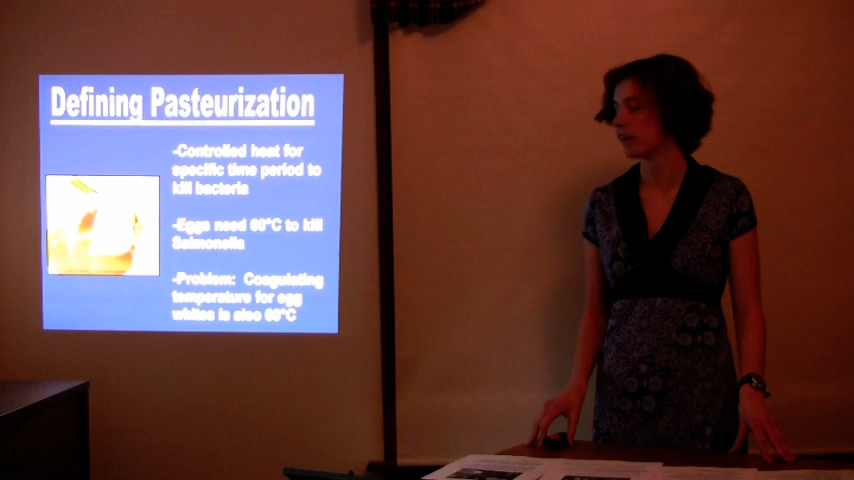 Defining Pasteurization
-Controlled heat for
specific time period to
kill bacteria
-Eggs need 60°C to kill
Salmonella
-Problem: Coagulating
temperature for egg
whites is also 60°C